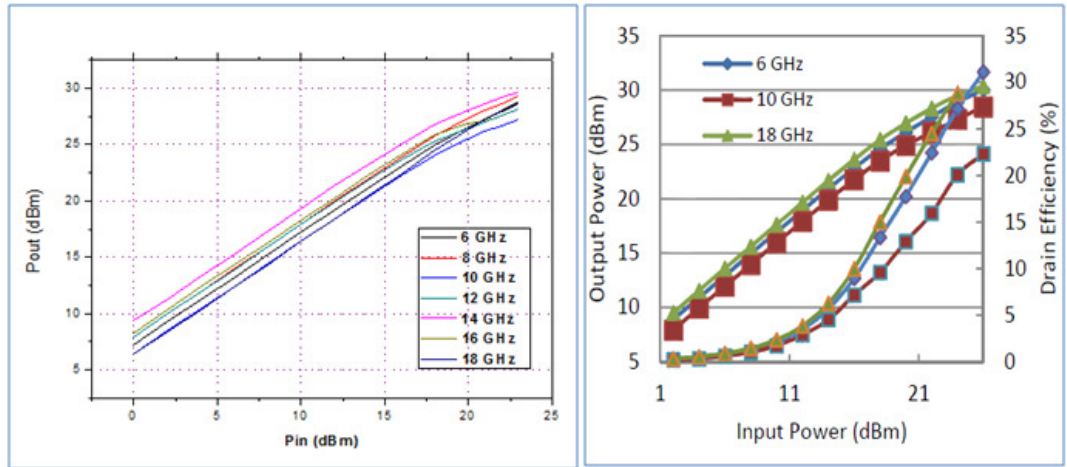 Pout (dBm)
30
25
20
15
10
5
6 GHz
8 GHz
10 GHz
12 GHz
14 GHz
16 GHz
18 GHz
0 5 10 15 20 25
Pin (dBm)
Output Power (dBm)
35
30
25
20
15
10
5
6 GHz
10 GHz
18 GHz
35
30
25
20
15
10
5
0
Drain Efficiency (%)
1 11 21
Input Power (dBm)